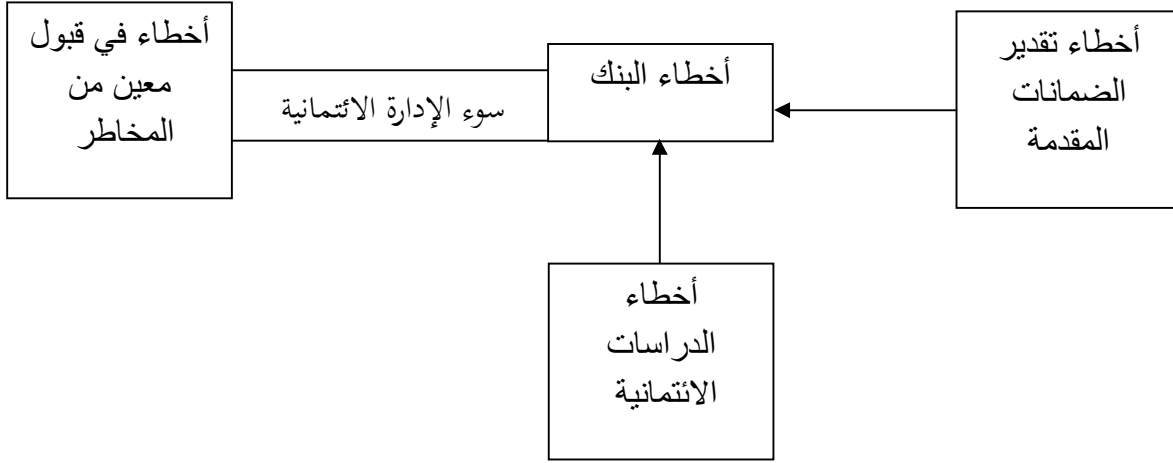 أخطاء تقدير
الضمانات
المقدمة
أخطاء البنك
سوء الإدارة الائتمانية
أخطاء في قبول
معين من
المخاطر
أخطاء
الدراسات
الائتمانية